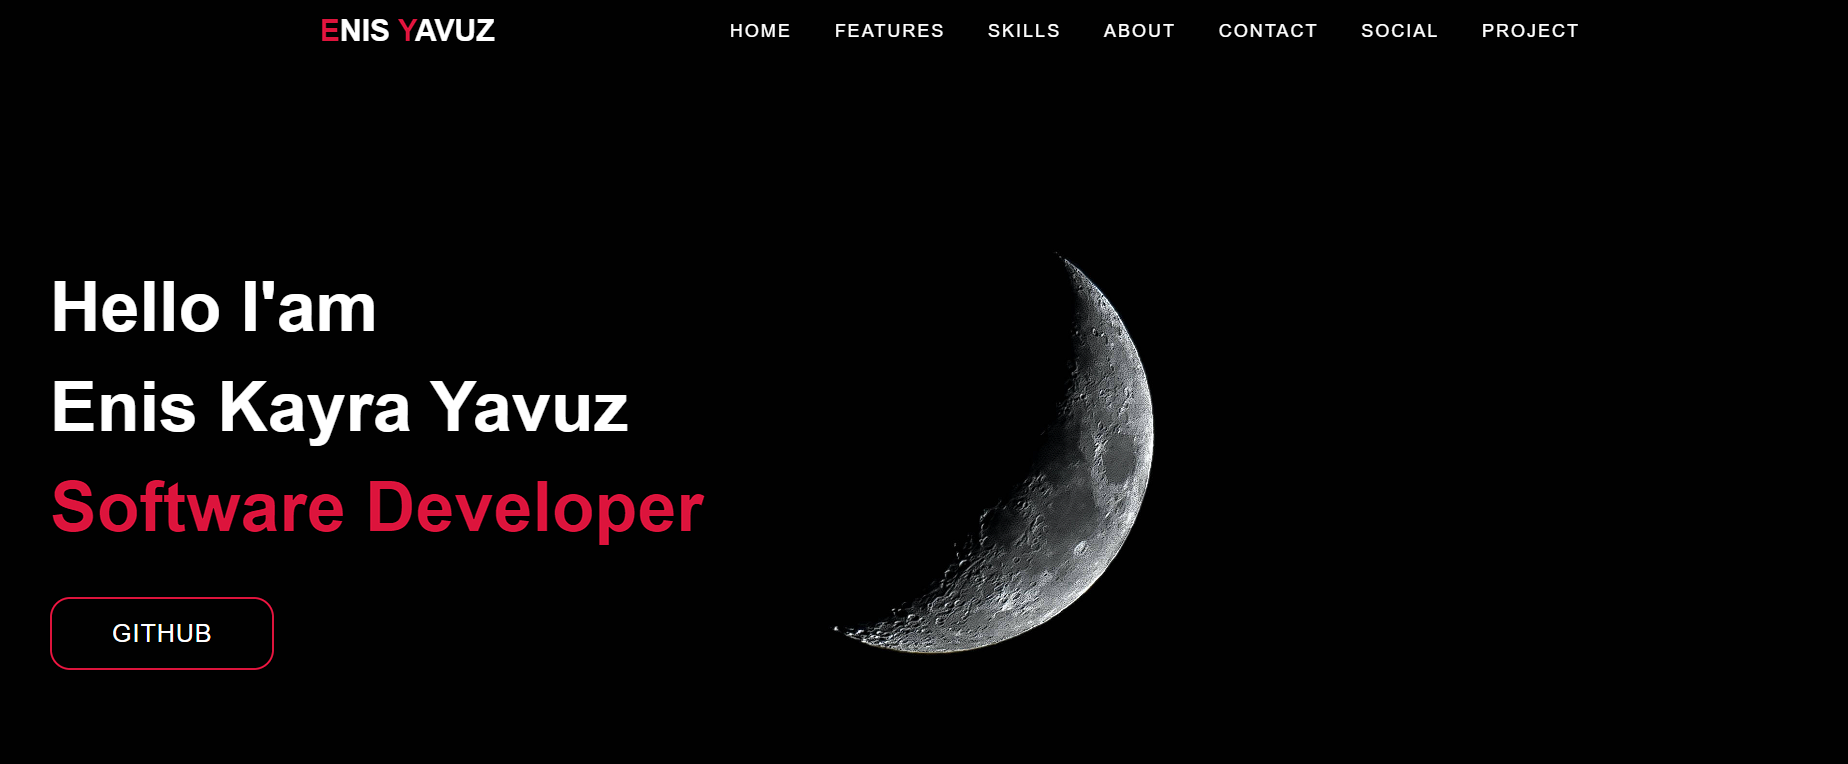 ENIS YAVUZ
HOME FEATURES SKILLS ABOUT CONTACT SOCIAL PROJECT
Hello I'am
Enis Kayra Yavuz
Software Developer
GITHUB